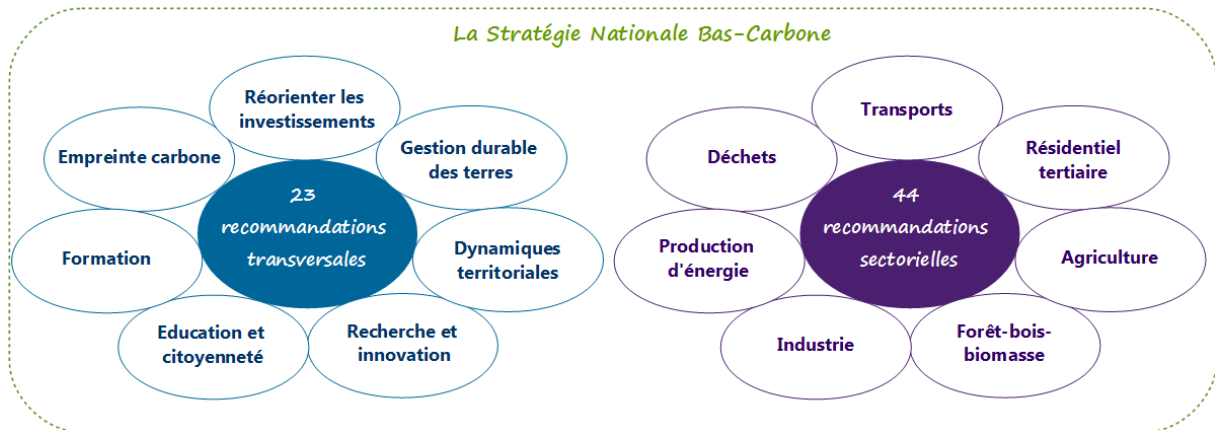 La Stratégie Nationale Bas-Carbone
Réorenter les
investissements
Gestion durable
des terres
Dynamiques
territoriales
Recherche et
innovation
Education et
citoyenneté
Formation
Empreinte carbone
23
recommandations
transversales
Transports
Résidentiel
tertiaire
Agriculture
Forêt-bois-
biomasse
Industrie
Production
d'énergie
Déchets
44
recommandations
sectorielles